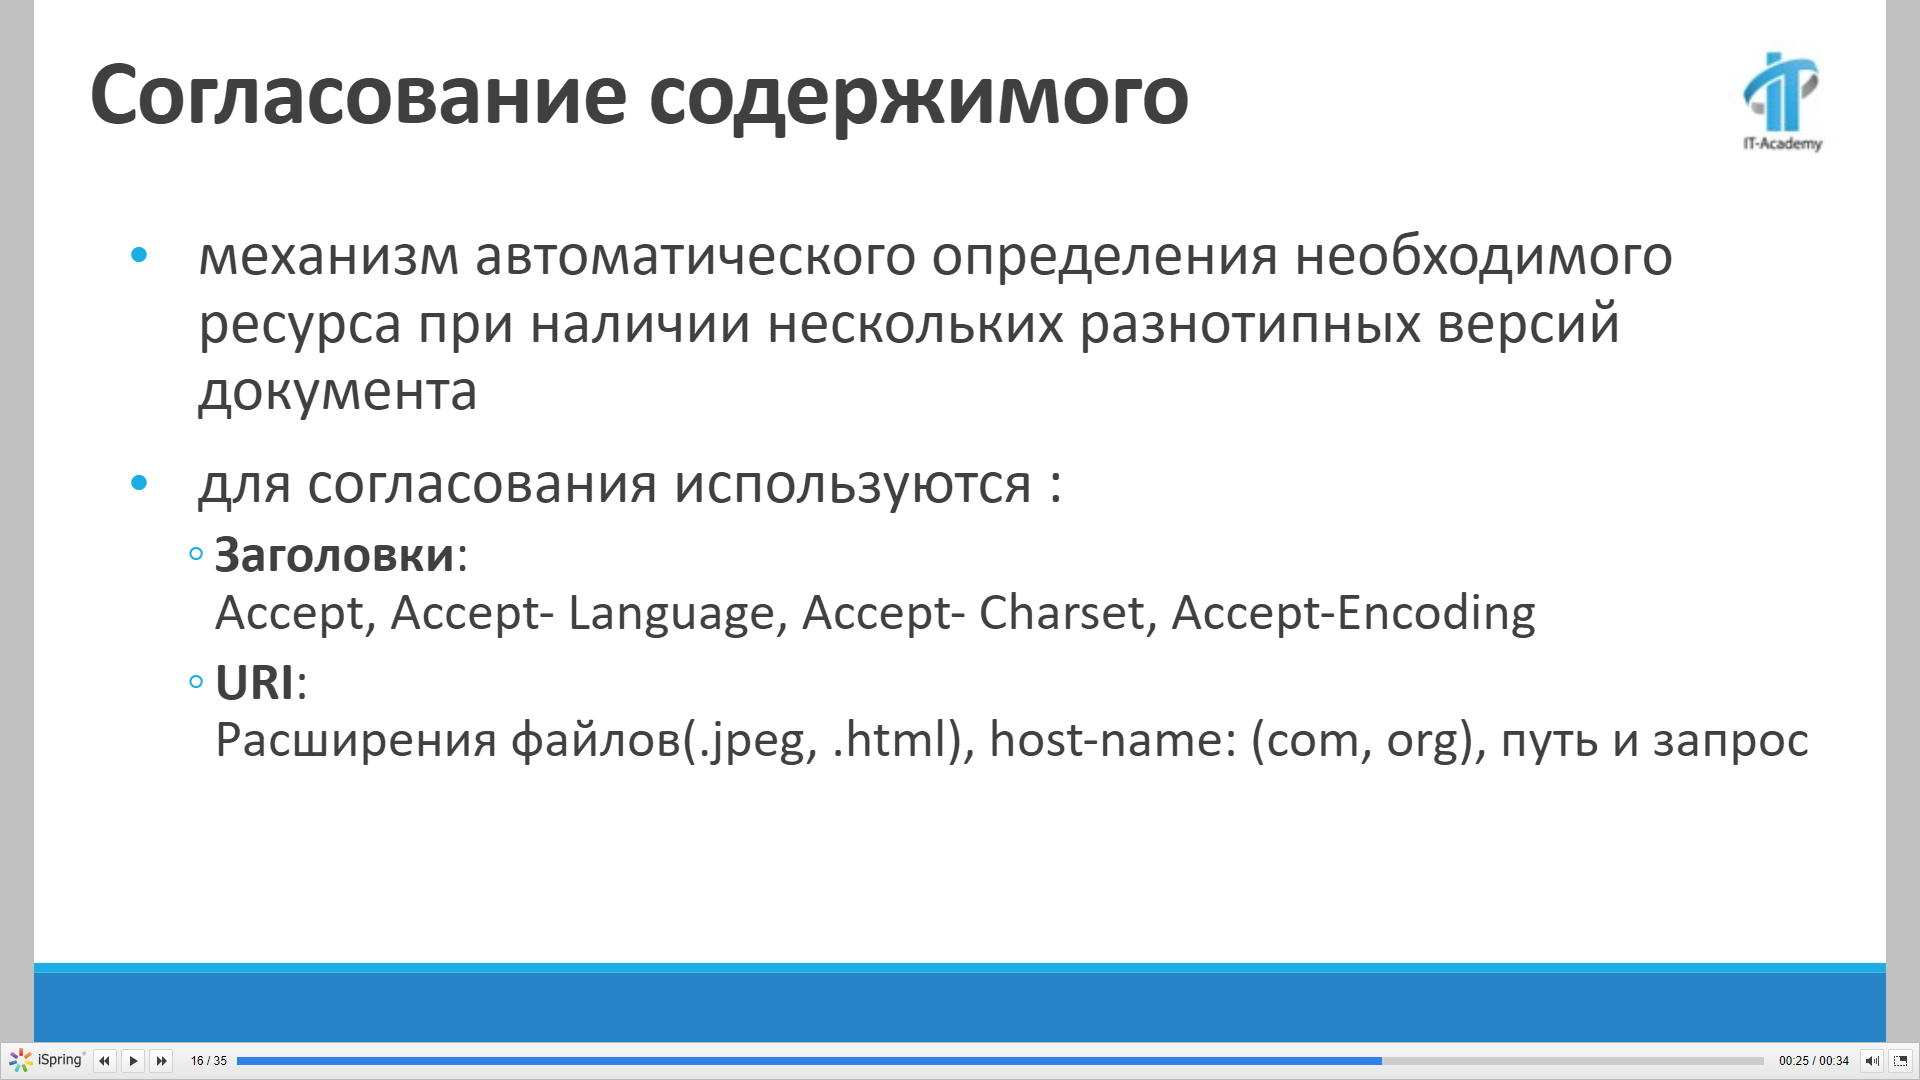 Согласование содержимого
IT-Academy
• механизм автоматического определения необходимого
ресурса при наличии нескольких разнотипных версий
документа
• для согласования используются :
◦ Заголовки:
Accept, Accept- Language, Accept- Charset, Accept-Encoding
◦ URI:
Расширения файлов(.jpeg, .html), host-name: (com, org), путь и запрос
iSpring
16 / 35
00:25 / 00:34